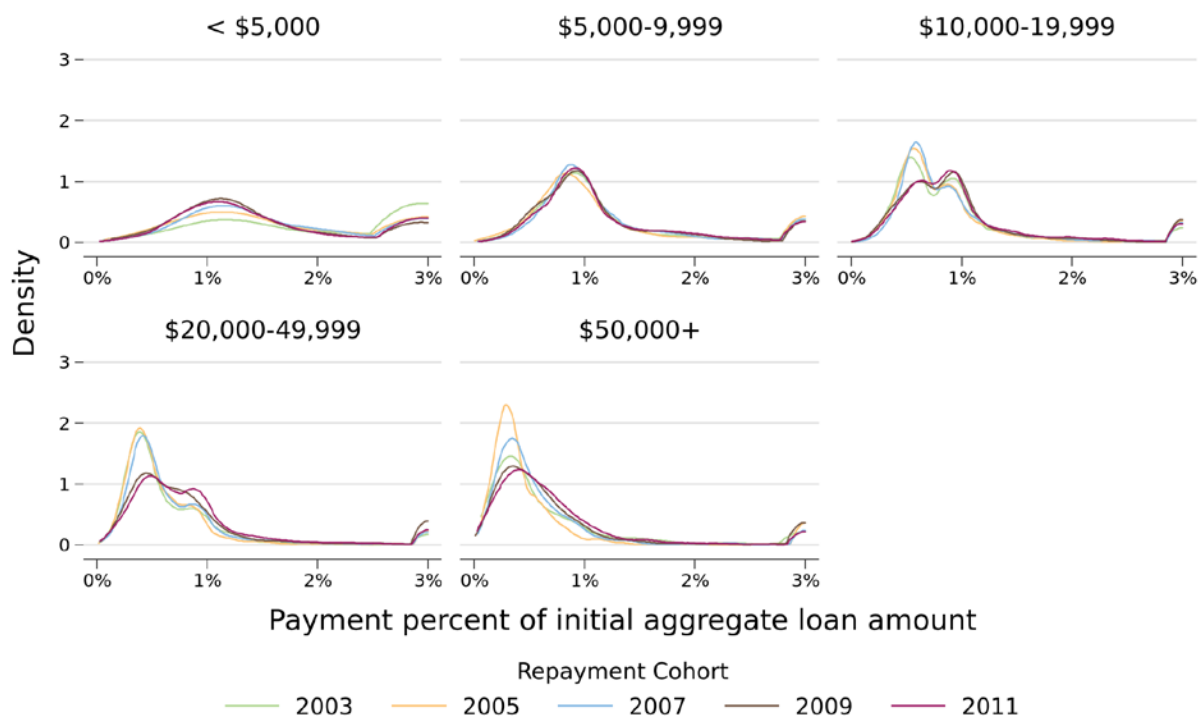 < $5,000
$5,000-9,999
$10,000-19,999
3
2
1
0
0% 1% 2% 3%
0% 1% 2% 3%
0% 1% 2% 3%
Density
$20,000-49,999
$50,000+
3
2
1
0
0% 1% 2% 3%
0% 1% 2% 3%
Payment percent of initial aggregate loan amount
Repayment Cohort
2003 2005 2007 2009 2011